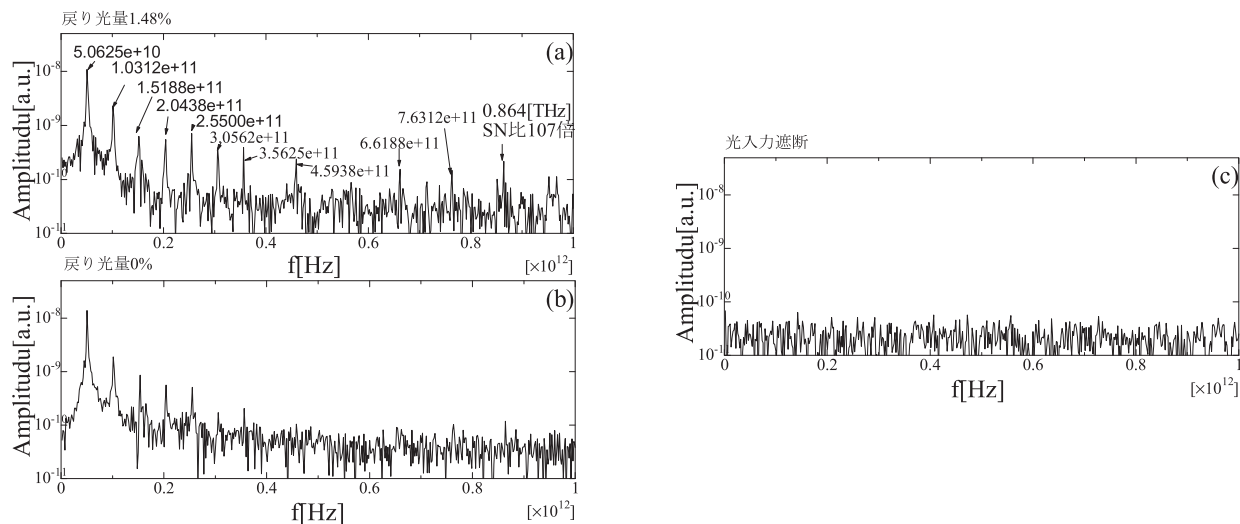 戻り光量1.48%
(a)
5.0625e+10
1.0312e+11
1.5188e+11
2.0438e+11
2.5500e+11
3.0562e+11
3.5625e+11
4.5938e+11
6.6188e+11
7.6312e+11
0.864[THz]
SN比107倍
Amplitudu[a.u.]
10-8
10-9
10-10
10-11
0 0.2 0.4 0.6 0.8 1
f[Hz]
[×1012]
戻り光量0%
(b)
Amplitudu[a.u.]
10-8
10-9
10-10
10-11
0 0.2 0.4 0.6 0.8 1
f[Hz]
[×1012]
光入力遮断
(c)
Amplitudu[a.u.]
10-8
10-9
10-10
10-11
0 0.2 0.4 0.6 0.8 1
f[Hz]
[×1012]